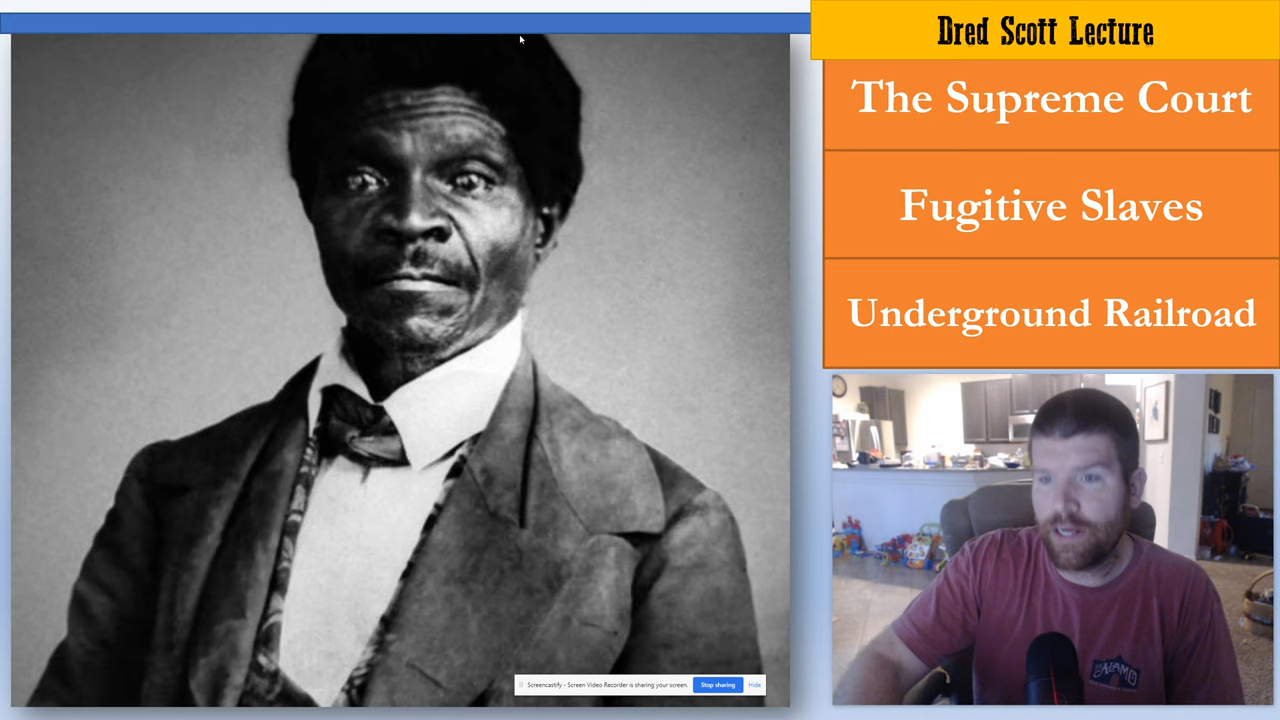 Dred Scott Lecture
The Supreme Court
Fugitive Slaves
Underground Railroad
ALAMO
Screencastify - Screen Video Recorder is sharing your screen. Stop sharing Hide